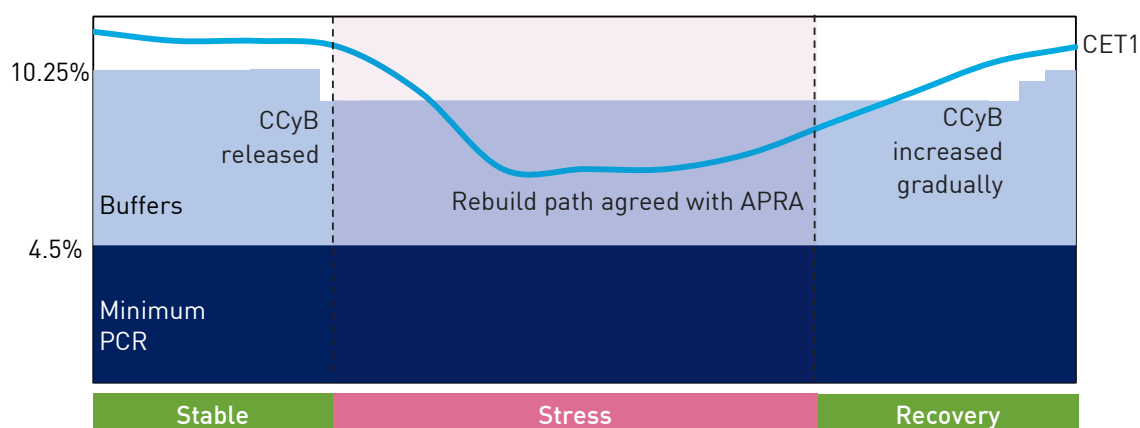 CET1
10.25%
CCyB
released
CCyB
increased
gradually
Buffers
Rebuild path agreed with APRA
4.5%
Minimum
PCR
Stable
Stress
Recovery